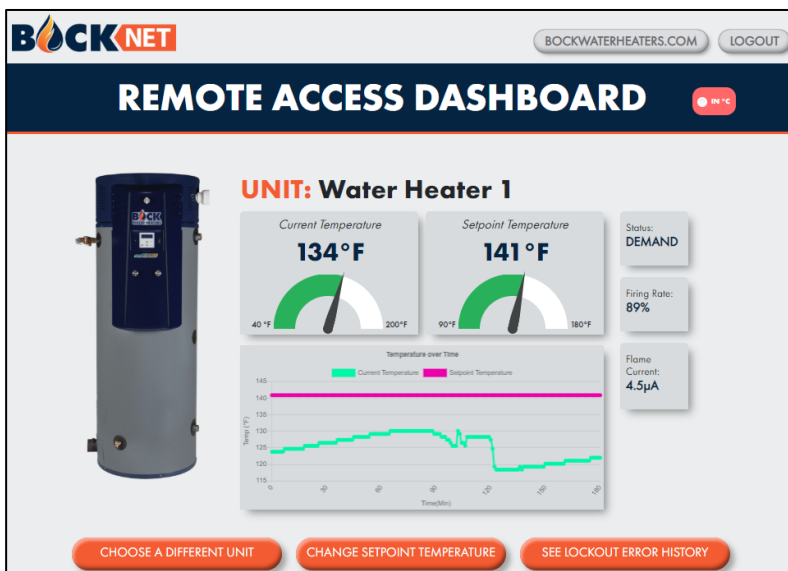 BOCK NET
BOCKWATERHEATERS.COM
LOGOUT
REMOTE ACCESS DASHBOARD
IN °C
UNIT: Water Heater 1
BOCK
Current Temperature
134°F
40 °F
200°F
Setpoint Temperature
141 °F
90°F
180°F
Status:
DEMAND
Firing Rate:
89%
Flame
Current:
4.5µA
Temperature over Time
Current Temperature
Setpoint Temperature
Temp (°F)
145
140
135
130
125
120
115
0
30
60
90
120
150
180
Time(Min)
CHOOSE A DIFFERENT UNIT
CHANGE SETPOINT TEMPERATURE
SEE LOCKOUT ERROR HISTORY